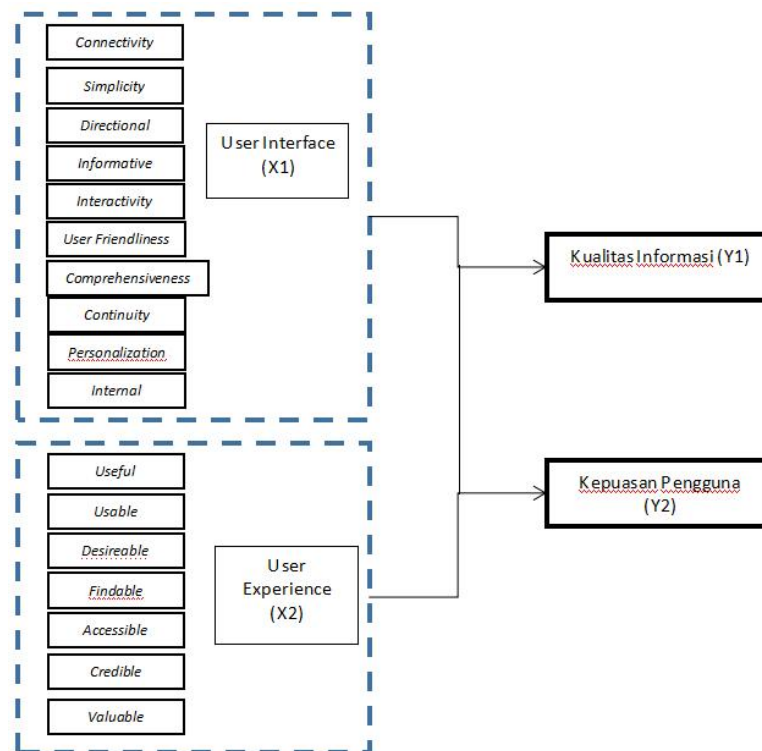 Connectivity
Simplicity
Directional
Informative
Interactivity
User Friendliness
Comprehensiveness
Continuity
Personalization
Internal
User Interface
(X1)
Useful
Usable
Desireable
Findable
Accessible
Credible
Valuable
User
Experience
(X2)
Kualitas Informasi (Y1)
Kepuasan Pengguna
(Y2)